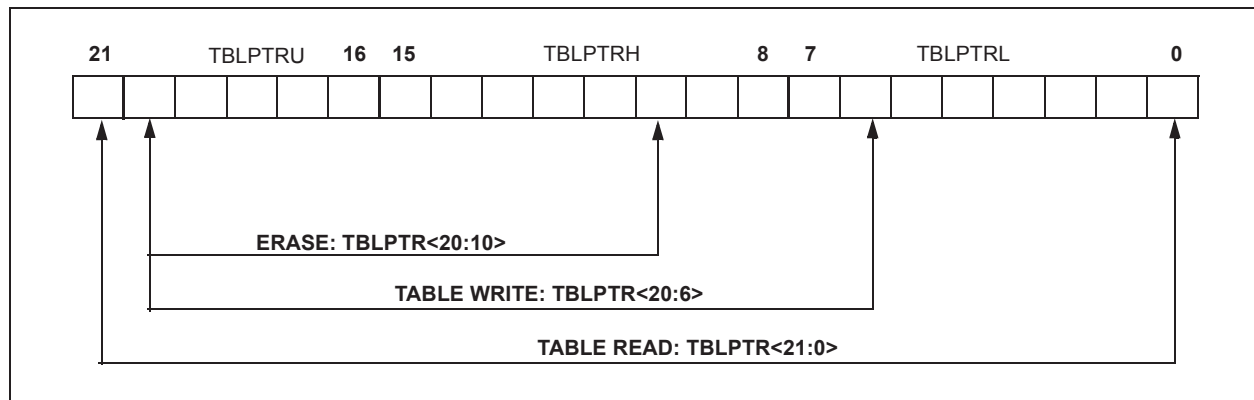 21 TBLPTRU 16 15 TBLPTRH 8 7 TBLPTRL 0
ERASE: TBLPTR<20:10>
TABLE WRITE: TBLPTR<20:6>
TABLE READ: TBLPTR<21:0>